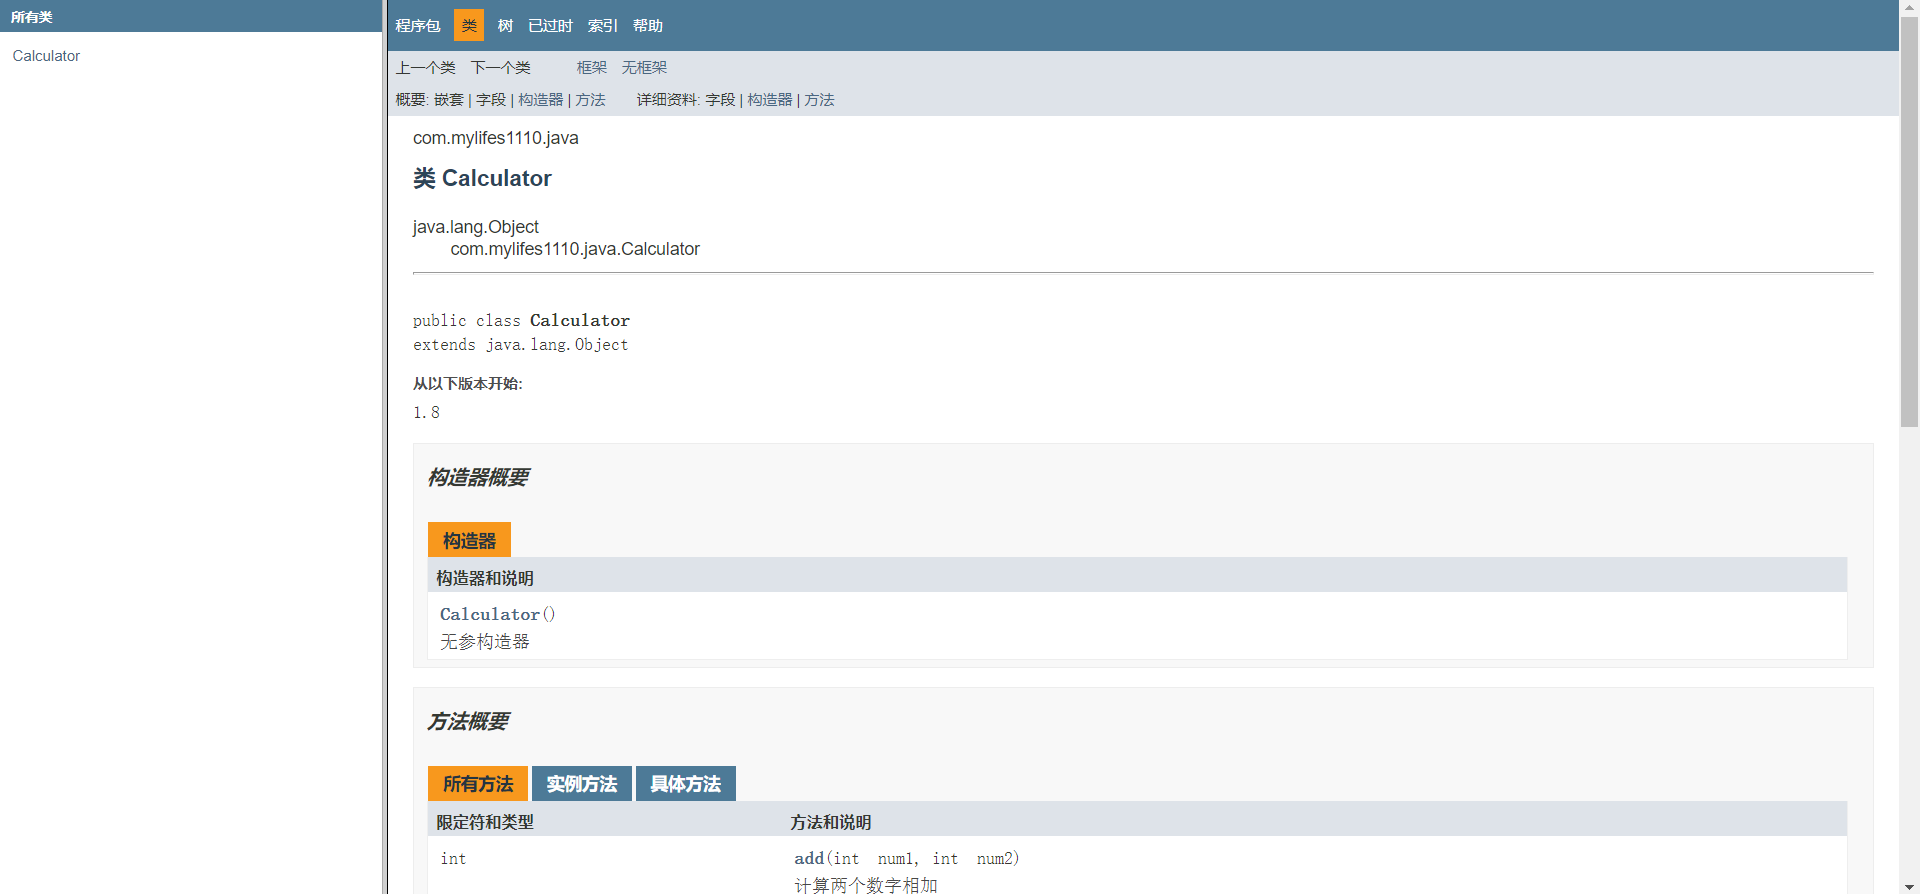 所有类
Calculator
程序包 类 树 已过时 索引 帮助
上一个类 下一个类 框架 无框架
概要: 嵌套 | 字段 | 构造器 | 方法 详细资料: 字段 | 构造器 | 方法
com.mylifes1110.java
类 Calculator
java.lang.Object
com.mylifes1110.java.Calculator
public class Calculator
extends java.lang.Object
从以下版本开始:
1.8
构造器概要
构造器
构造器和说明
Calculator()
无参构造器
方法概要
所有方法 实例方法 具体方法
限定符和类型 方法和说明
int add(int num1, int num2)
计算两个数字相加